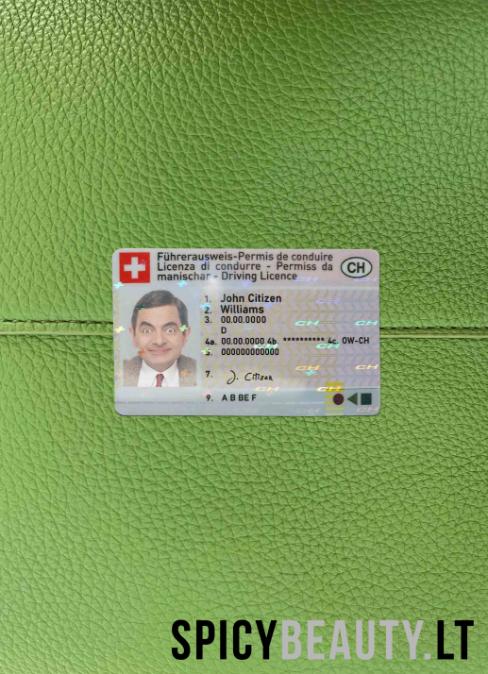 Führerausweis-Permis de conduire
Licenza di condurre - Permiss da
manischar - Driving Licence
CH
1. John Citizen
2. Williams
3. 00.00.0000
D
4a. 00.00.0000 4b. ********** 4c. OW-CH
5. 000000000000
7. J. Citizen
9. A B BE F
SPICYBEAUTY.LT